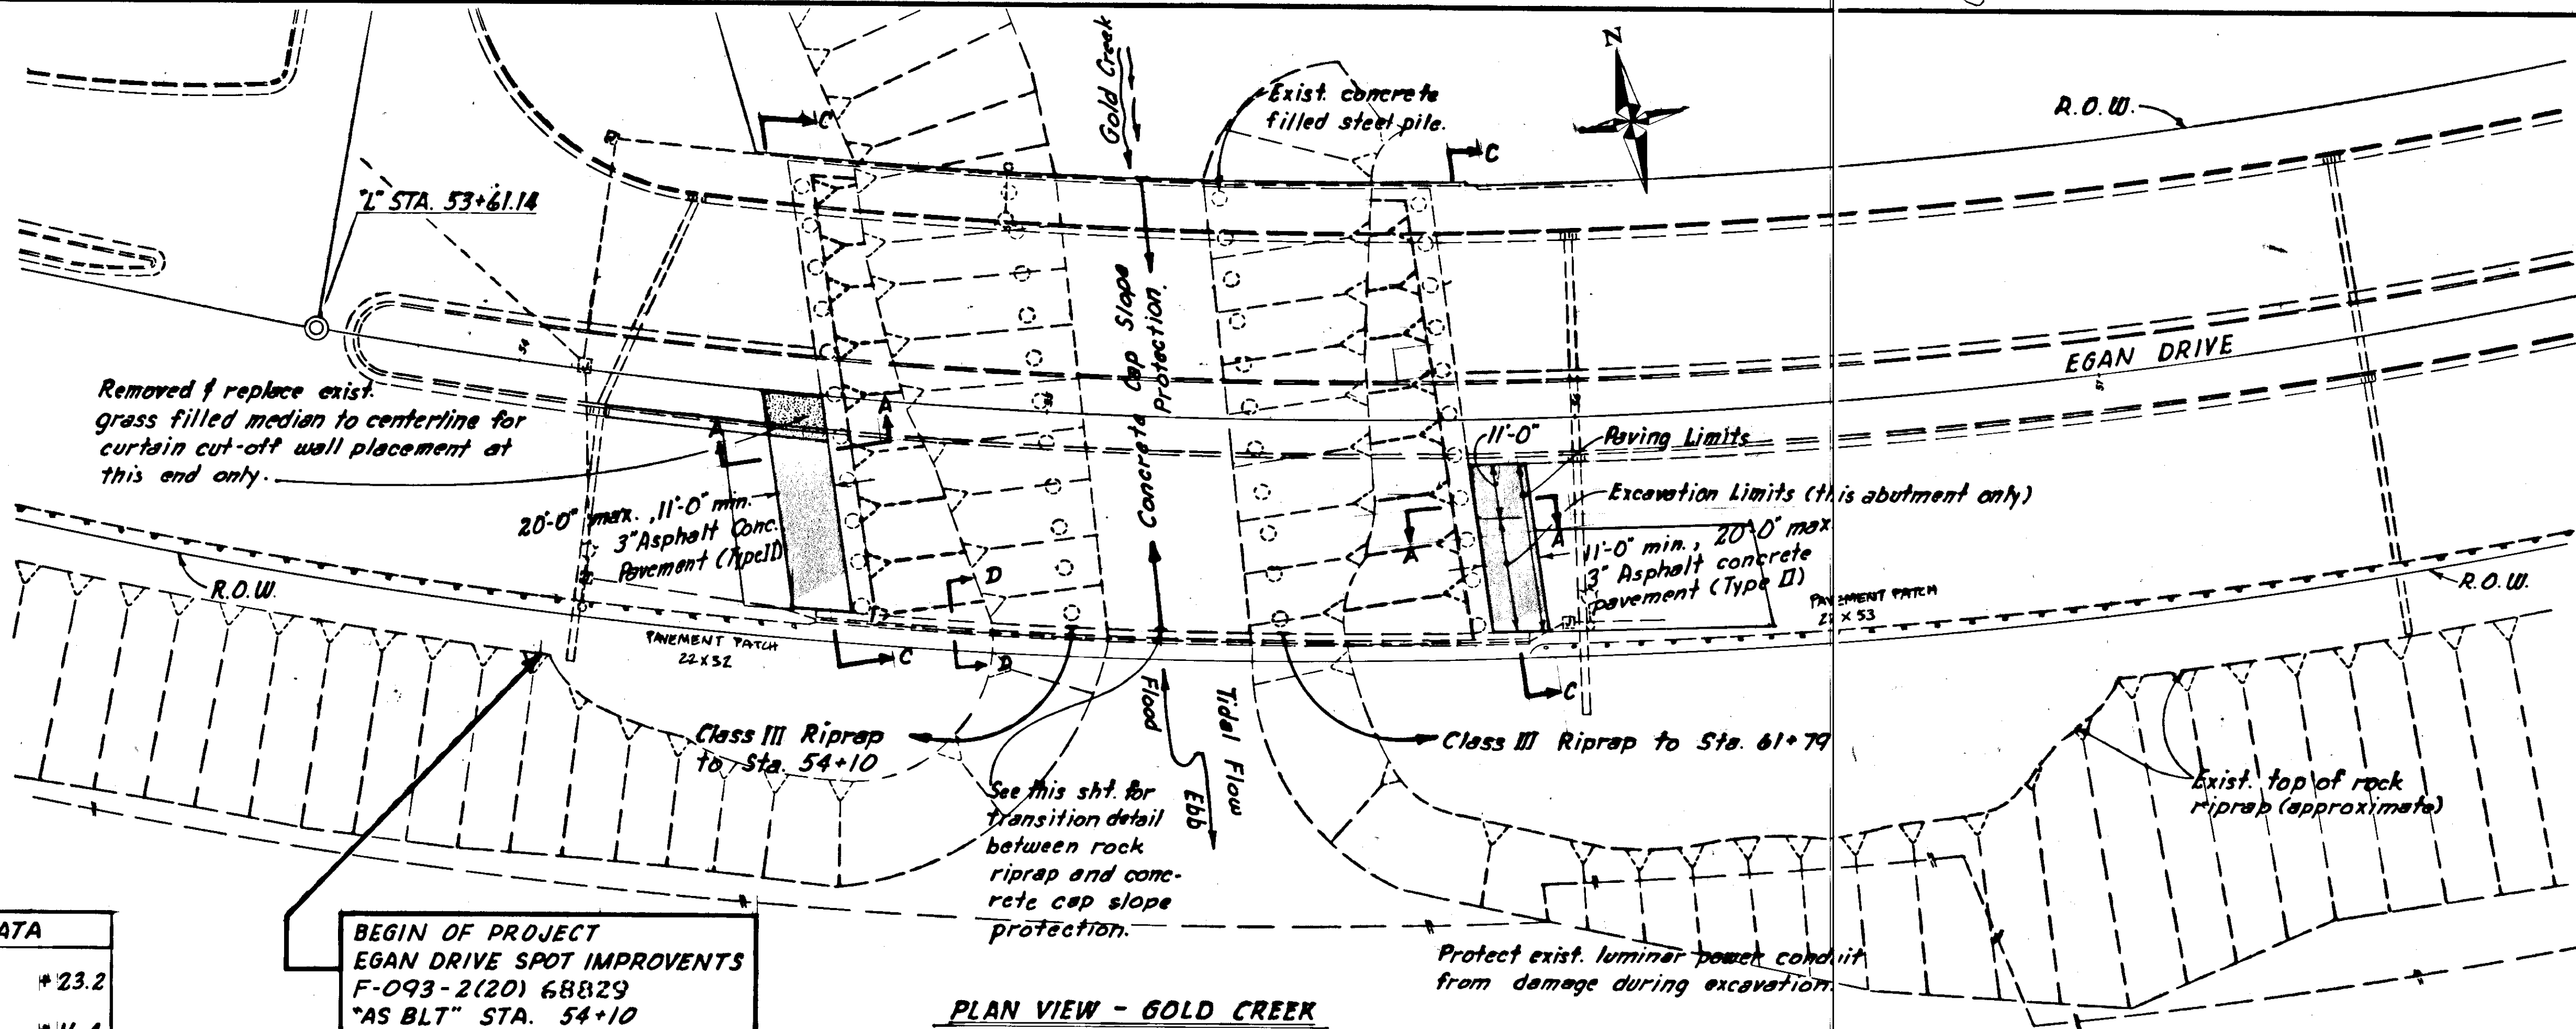 Gold Creek
Exist. concrete
filled steel pile.
N
R.O.W.
C
C
"L" STA. 53+61.14
Concrete Cap Slope
Protection.
EGAN DRIVE
54
Removed & replace exist.
grass filled median to centerline for
curtain cut-off wall placement at
this end only.
A
A
11'-0"
Paving Limits
Excavation Limits (this abutment only)
20'-0" max., 11'-0" min.
3" Asphalt Conc.
Pavement (Type II)
A
A
11'-0" min., 20'-0" max
3" Asphalt concrete
pavement (Type II)
R.O.W.
D
D
PAVEMENT PATCH
22 X 32
PAVEMENT PATCH
X 53
R.O.W.
C
C
Flood
Tidal Flow
Ebb
Class III Riprap
to Sta. 54+10
Class III Riprap to Sta. 61+79
See this sht. for
transition detail
between rock
riprap and conc-
rete cap slope
protection.
Exist. top of rock
riprap (approximate)
ATA
23.2
BEGIN OF PROJECT
EGAN DRIVE SPOT IMPROVENTS
F-093-2(20) 68829
"AS BLT" STA. 54+10
Protect exist. luminar power conduit
from damage during excavation.
PLAN VIEW - GOLD CREEK